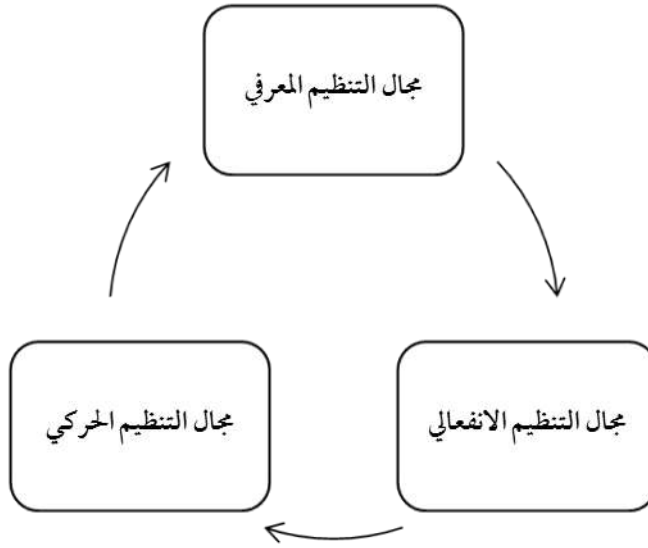 مجال التنظيم المعرفي
مجال التنظيم الانفعالي
مجال التنظيم الحركي